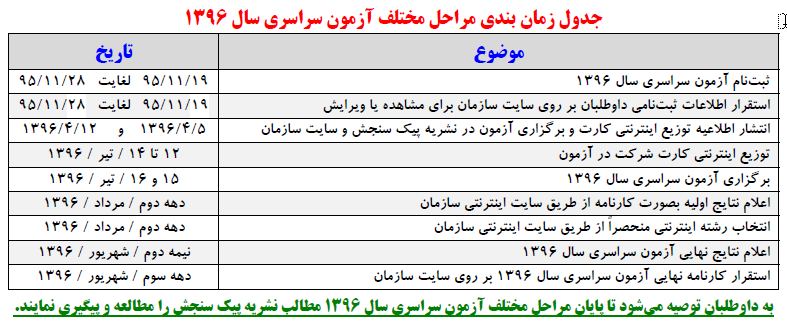 جدول زمان بندی مراحل مختلف آزمون سراسری سال ۱۳۹۶
موضوع تاریخ
ثبت‌نام آزمون سراسری سال ۱۳۹۶ ۹۵/۱۱/۱۹ لغایت ۹۵/۱۱/۲۸
استقرار اطلاعات ثبت‌نامی داوطلبان بر روی سایت سازمان برای مشاهده یا ویرایش ۹۵/۱۱/۱۹ لغایت ۹۵/۱۱/۲۸
انتشار اطلاعیه توزیع اینترنتی کارت و برگزاری آزمون در نشریه پیک سنجش و سایت سازمان ۱۳۹۶/۴/۵ و ۱۳۹۶/۴/۱۲
توزیع اینترنتی کارت شرکت در آزمون ۱۲ تا ۱۴ / تیر / ۱۳۹۶
برگزاری آزمون سراسری سال ۱۳۹۶ ۱۵ و ۱۶ / تیر / ۱۳۹۶
اعلام نتایج اولیه بصورت کارنامه از طریق سایت اینترنتی سازمان دهه دوم / مرداد / ۱۳۹۶
انتخاب رشته اینترنتی منحصراً از طریق سایت اینترنتی سازمان دهه دوم / مرداد / ۱۳۹۶
اعلام نتایج نهایی آزمون سراسری سال ۱۳۹۶ نیمه دوم / شهریور / ۱۳۹۶
استقرار کارنامه نهایی آزمون سراسری سال ۱۳۹۶ بر روی سایت سازمان دهه سوم / شهریور / ۱۳۹۶
به داوطلبان توصیه می‌شود تا پایان مراحل مختلف آزمون سراسری سال ۱۳۹۶ مطالب نشریه پیک سنجش را مطالعه و پیگیری نمایند.